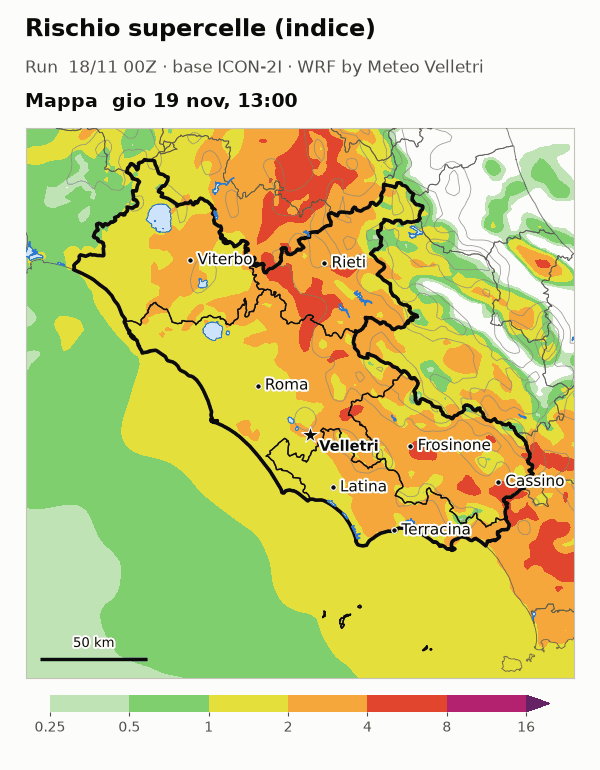 Rischio supercelle (indice)
Run  18/11 00Z · base ICON-2I · WRF by Meteo Velletri
Mappa  gio 19 nov, 13:00
Viterbo
Rieti
Roma
Velletri
Frosinone
Cassino
Latina
Terracina
50 km
0.25 0.5 1 2 4 8 16